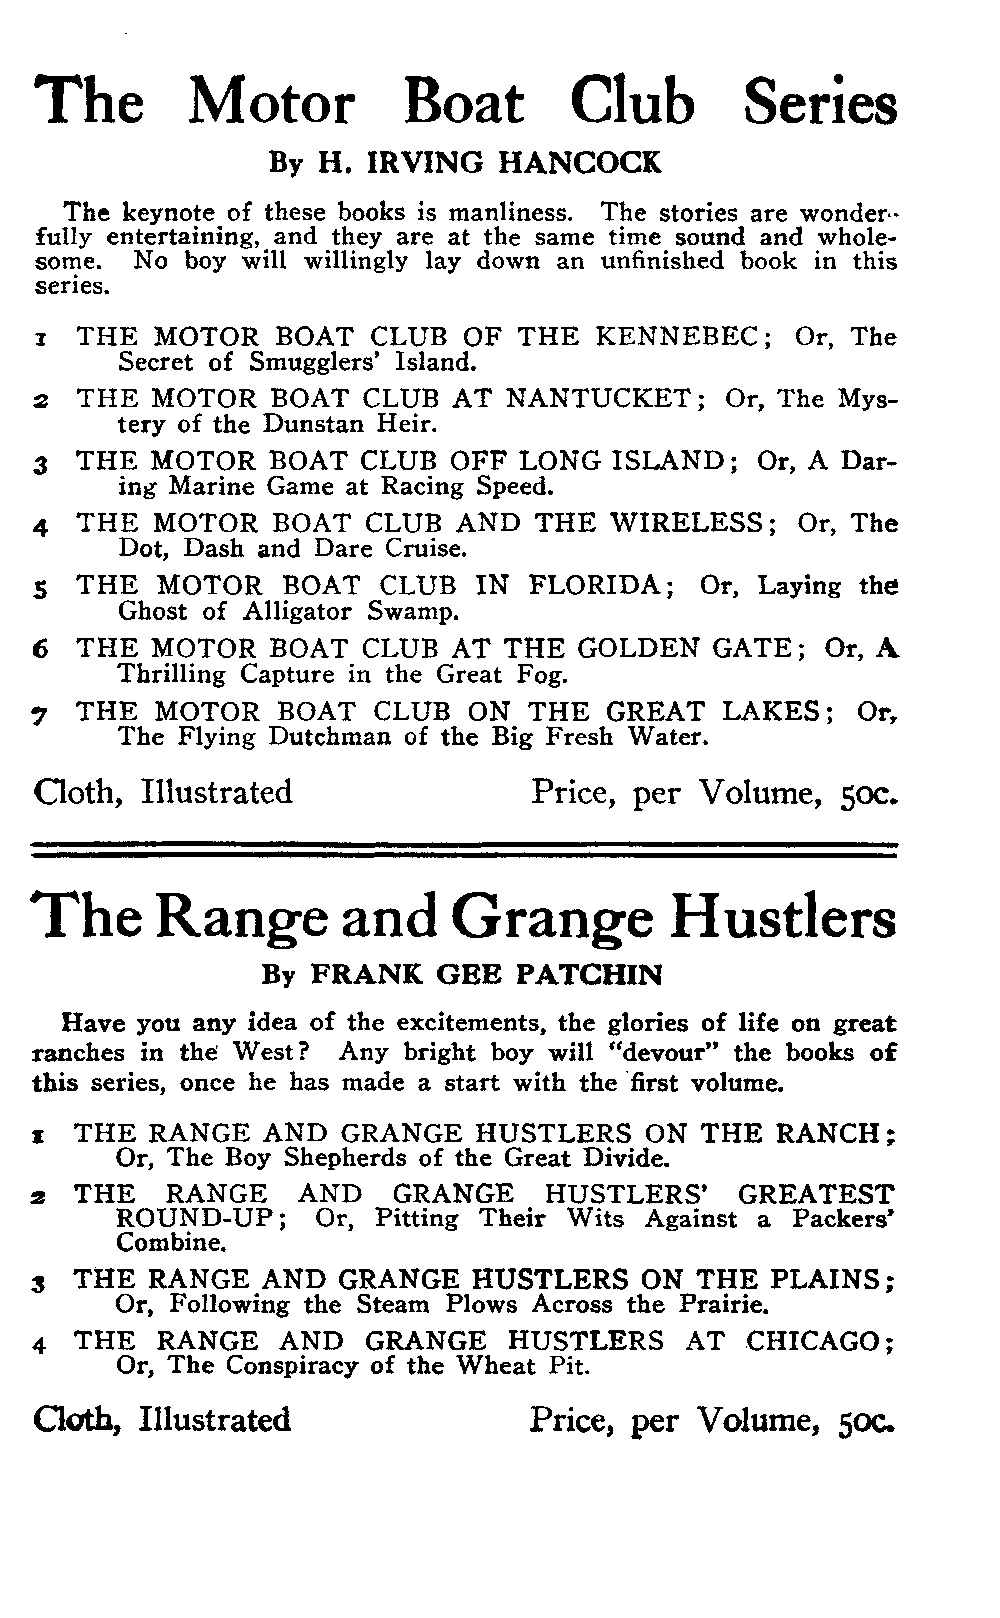 The Motor Boat Club Series
By H. IRVING HANCOCK
The keynote of these books is manliness. The stories are wonder-
fully entertaining, and they are at the same time sound and whole-
some. No boy will willingly lay down an unfinished book in this
series.
1 THE MOTOR BOAT CLUB OF THE KENNEBEC; Or, The
Secret of Smugglers' Island.
2 THE MOTOR BOAT CLUB AT NANTUCKET; Or, The Mys-
tery of the Dunstan Heir.
3 THE MOTOR BOAT CLUB OFF LONG ISLAND; Or, A Dar-
ing Marine Game at Racing Speed.
4 THE MOTOR BOAT CLUB AND THE WIRELESS; Or, The
Dot, Dash and Dare Cruise.
5 THE MOTOR BOAT CLUB IN FLORIDA; Or, Laying the
Ghost of Alligator Swamp.
6 THE MOTOR BOAT CLUB AT THE GOLDEN GATE; Or, A
Thrilling Capture in the Great Fog.
7 THE MOTOR BOAT CLUB ON THE GREAT LAKES; Or,
The Flying Dutchman of the Big Fresh Water.
Cloth, Illustrated Price, per Volume, 50c.
The Range and Grange Hustlers
By FRANK GEE PATCHIN
Have you any idea of the excitements, the glories of life on great
ranches in the West? Any bright boy will "devour" the books of
this series, once he has made a start with the first volume.
1 THE RANGE AND GRANGE HUSTLERS ON THE RANCH;
Or, The Boy Shepherds of the Great Divide.
2 THE RANGE AND GRANGE HUSTLERS' GREATEST
ROUND-UP; Or, Pitting Their Wits Against a Packers'
Combine.
3 THE RANGE AND GRANGE HUSTLERS ON THE PLAINS;
Or, Following the Steam Plows Across the Prairie.
4 THE RANGE AND GRANGE HUSTLERS AT CHICAGO;
Or, The Conspiracy of the Wheat Pit.
Cloth, Illustrated Price, per Volume, 50c.